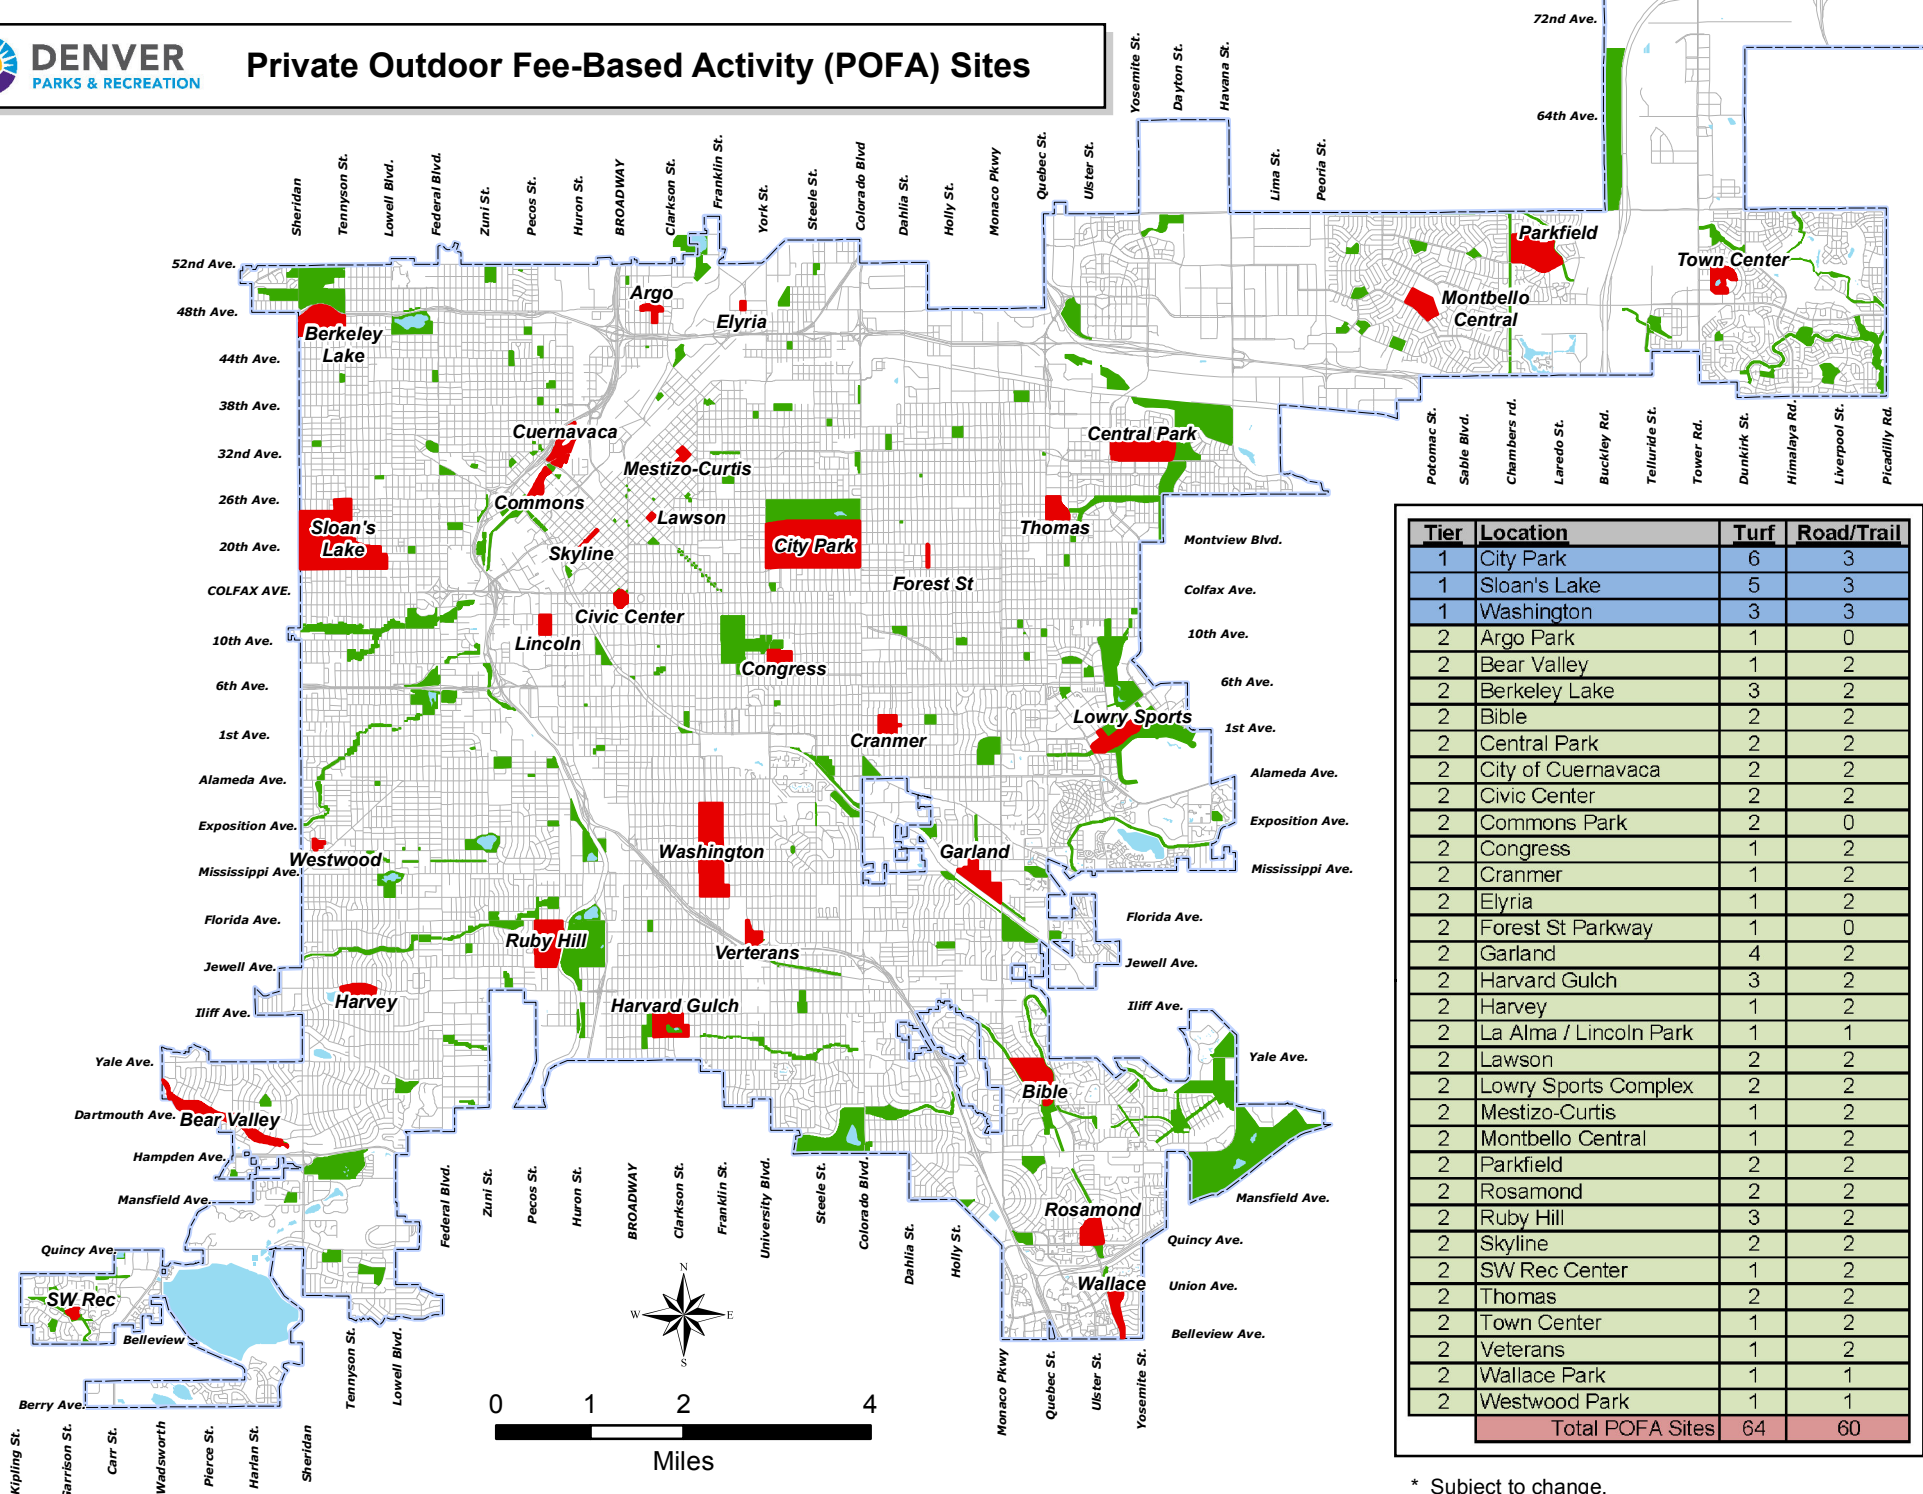 DENVER
PARKS & RECREATION
Private Outdoor Fee-Based Activity (POFA) Sites
72nd Ave.
64th Ave.
Yosemite St.
Dayton St.
Havana St.
Sheridan
Tennyson St.
Lowell Blvd.
Federal Blvd.
Zuni St.
Pecos St.
Huron St.
BROADWAY
Clarkson St.
Franklin St.
York St.
Steele St.
Colorado Blvd
Dahlia St.
Holly St.
Monaco Pkwy
Quebec St.
Ulster St.
Lima St.
Peoria St.
52nd Ave.
48th Ave.
44th Ave.
38th Ave.
32nd Ave.
26th Ave.
20th Ave.
COLFAX AVE.
10th Ave.
6th Ave.
1st Ave.
Alameda Ave.
Exposition Ave.
Mississippi Ave.
Florida Ave.
Jewell Ave.
Iliff Ave.
Yale Ave.
Dartmouth Ave.
Hampden Ave.
Mansfield Ave.
Quincy Ave.
Belleview
Berry Ave.
Parkfield
Town Center
Montbello
Central
Argo
Elyria
Berkeley
Lake
Cuernavaca
Mestizo-Curtis
Central Park
Commons
Lawson
Sloan's
Lake
Skyline
City Park
Thomas
Forest St
Civic Center
Lincoln
Congress
Lowry Sports
Cranmer
Westwood
Washington
Garland
Ruby Hill
Verterans
Harvey
Harvard Gulch
Bible
Bear Valley
Rosamond
Wallace
SW Rec
Potomac St.
Sable Blvd.
Chambers rd.
Laredo St.
Buckley Rd.
Telluride St.
Tower Rd.
Dunkirk St.
Himalaya Rd.
Liverpool St.
Picadilly Rd.
Montview Blvd.
Colfax Ave.
10th Ave.
6th Ave.
1st Ave.
Alameda Ave.
Exposition Ave.
Mississippi Ave.
Florida Ave.
Jewell Ave.
Iliff Ave.
Yale Ave.
Mansfield Ave.
Quincy Ave.
Union Ave.
Belleview Ave.
Federal Blvd.
Zuni St.
Pecos St.
Huron St.
BROADWAY
Clarkson St.
Franklin St.
University Blvd.
Steele St.
Colorado Blvd.
Dahlia St.
Holly St.
Monaco Pkwy
Quebec St.
Ulster St.
Yosemite St.
Kipling St.
Garrison St.
Carr St.
Wadsworth
Pierce St.
Harlan St.
Sheridan
Tennyson St.
Lowell Blvd.
N
W E
S
0 1 2 4
Miles
Tier Location Turf Road/Trail
1 City Park 6 3
1 Sloan's Lake 5 3
1 Washington 3 3
2 Argo Park 1 0
2 Bear Valley 1 2
2 Berkeley Lake 3 2
2 Bible 2 2
2 Central Park 2 2
2 City of Cuernavaca 2 2
2 Civic Center 2 2
2 Commons Park 2 0
2 Congress 1 2
2 Cranmer 1 2
2 Elyria 1 2
2 Forest St Parkway 1 0
2 Garland 4 2
2 Harvard Gulch 3 2
2 Harvey 1 2
2 La Alma / Lincoln Park 1 1
2 Lawson 2 2
2 Lowry Sports Complex 2 2
2 Mestizo-Curtis 1 2
2 Montbello Central 1 2
2 Parkfield 2 2
2 Rosamond 2 2
2 Ruby Hill 3 2
2 Skyline 2 2
2 SW Rec Center 1 2
2 Thomas 2 2
2 Town Center 1 2
2 Veterans 1 2
2 Wallace Park 1 1
2 Westwood Park 1 1
Total POFA Sites 64 60
* Subject to change.